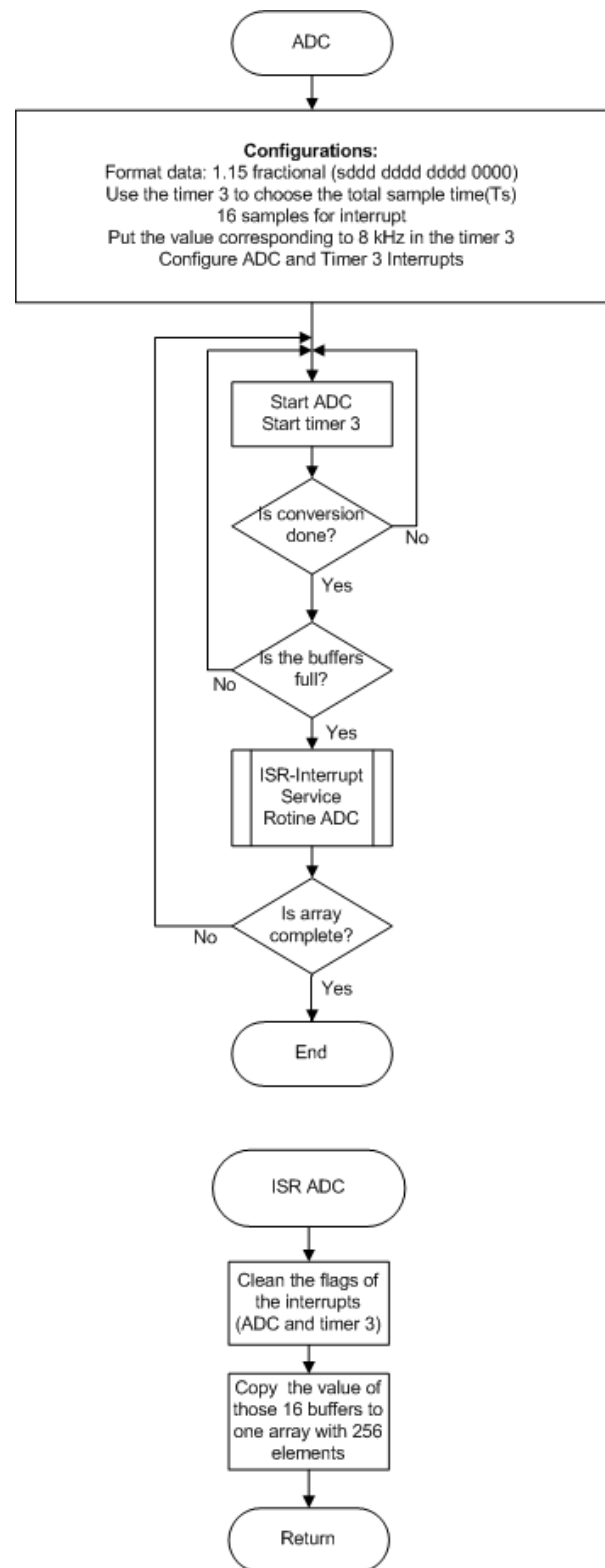 ADC
Configurations:
Format data: 1.15 fractional (sddd dddd dddd 0000)
Use the timer 3 to choose the total sample time(Ts)
16 samples for interrupt
Put the value corresponding to 8 kHz in the timer 3
Configure ADC and Timer 3 Interrupts
Start ADC
Start timer 3
Is conversion
done?
No
Yes
Is the buffers
full?
No
Yes
ISR-Interrupt
Service
Rotine ADC
Is array
complete?
No
Yes
End
ISR ADC
Clean the flags of
the interrupts
(ADC and timer 3)
Copy the value of
those 16 buffers to
one array with 256
elements
Return